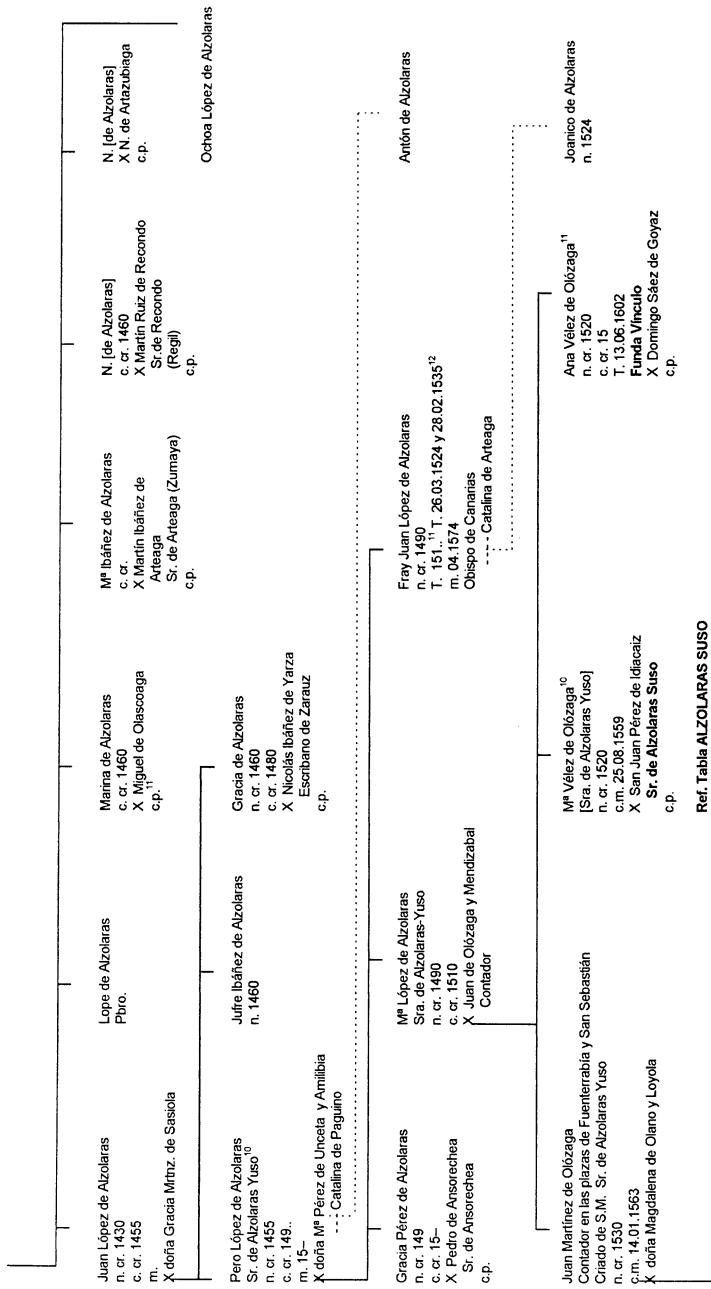 Juan López de Alzolaras
n. cr. 1430
c. cr. 1455
m.
X doña Gracia Mrtnz. de Sasiola
Lope de Alzolaras
Pbro.
Marina de Alzolaras
c. cr. 1460
X Miguel de Olascoaga
c.p.11
Mª Ibáñez de Alzolaras
c. cr.
X Martín Ibáñez de
Arteaga
Sr. de Arteaga (Zumaya)
c.p.
N. [de Alzolaras]
c. cr. 1460
X Martín Ruiz de Recondo
Sr.de Recondo
(Regil)
c.p.
N. [de Alzolaras]
X N. de Artazubiaga
c.p.
Ochoa López de Alzolaras
Pero López de Alzolaras
Sr. de Alzolaras Yuso10
n. cr. 1455
c. cr. 149..
m. 15–
X doña Mª Pérez de Unceta y Amilibia
---: Catalina de Paguino
Jufre Ibáñez de Alzolaras
n. 1460
Gracia de Alzolaras
n. cr. 1460
c. cr. 1480
X Nicolás Ibáñez de Yarza
Escribano de Zarauz
c.p.
Gracia Pérez de Alzolaras
n. cr. 149
c. cr. 15–
X Pedro de Ansorechea
Sr. de Ansorechea
c.p.
Mª López de Alzolaras
Sra. de Alzolaras-Yuso
n. cr. 1490
c. cr. 1510
X Juan de Olózaga y Mendizabal
Contador
Fray Juan López de Alzolaras
n. cr. 1490
T. 151..11 T. 26.03.1524 y 28.02.153512
m. 04.1574
Obispo de Canarias
---- Catalina de Arteaga
Antón de Alzolaras
Juan Martínez de Olózaga
Contador en las plazas de Fuenterrabía y San Sebastián
Criado de S.M. Sr. de Alzolaras Yuso
n. cr. 1530
c.m. 14.01.1563
X doña Magdalena de Olano y Loyola
Mª Vélez de Olózaga10
[Sra. de Alzolaras Yuso]
n. cr. 1520
c.m. 25.08.1559
X San Juan Pérez de Idiacaiz
Sr. de Alzolaras Suso
c.p.
Ref. Tabla ALZOLARAS SUSO
Ana Vélez de Olózaga11
n. cr. 1520
c. cr. 15
T. 13.06.1602
Funda Vínculo
X Domingo Sáez de Goyaz
c.p.
Joanico de Alzolaras
n. 1524